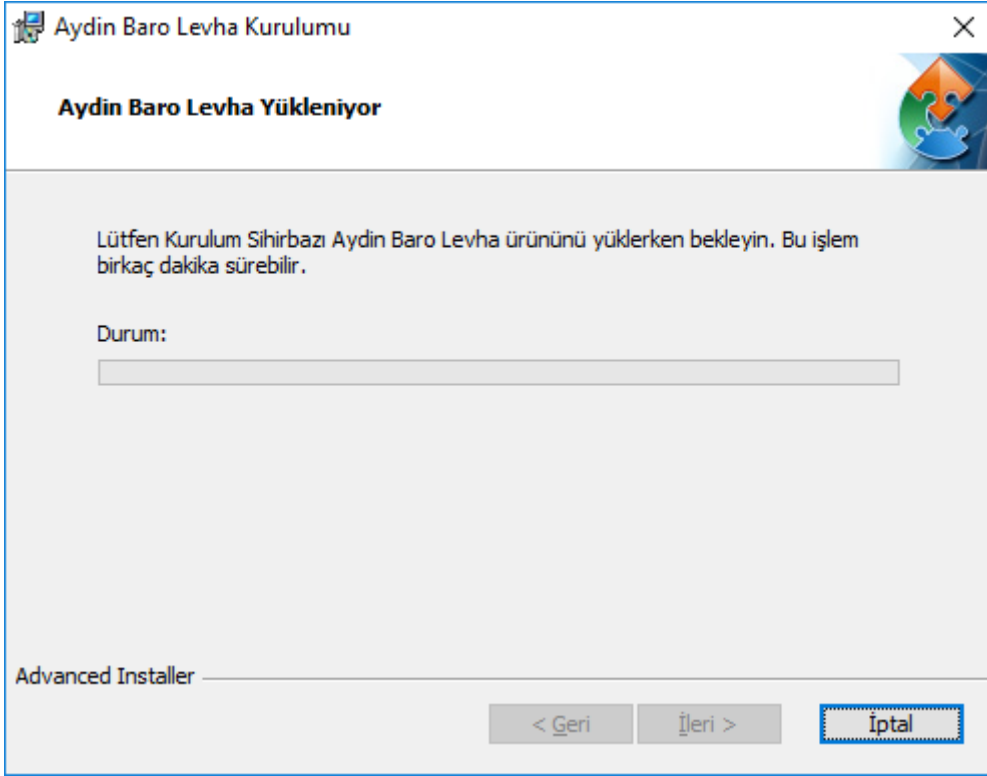 Aydin Baro Levha Kurulumu
Aydin Baro Levha Yükleniyor
Lütfen Kurulum Sihirbazı Aydin Baro Levha ürününü yüklerken bekleyin. Bu işlem
birkaç dakika sürebilir.
Durum:
Advanced Installer
< Geri
İleri >
İptal